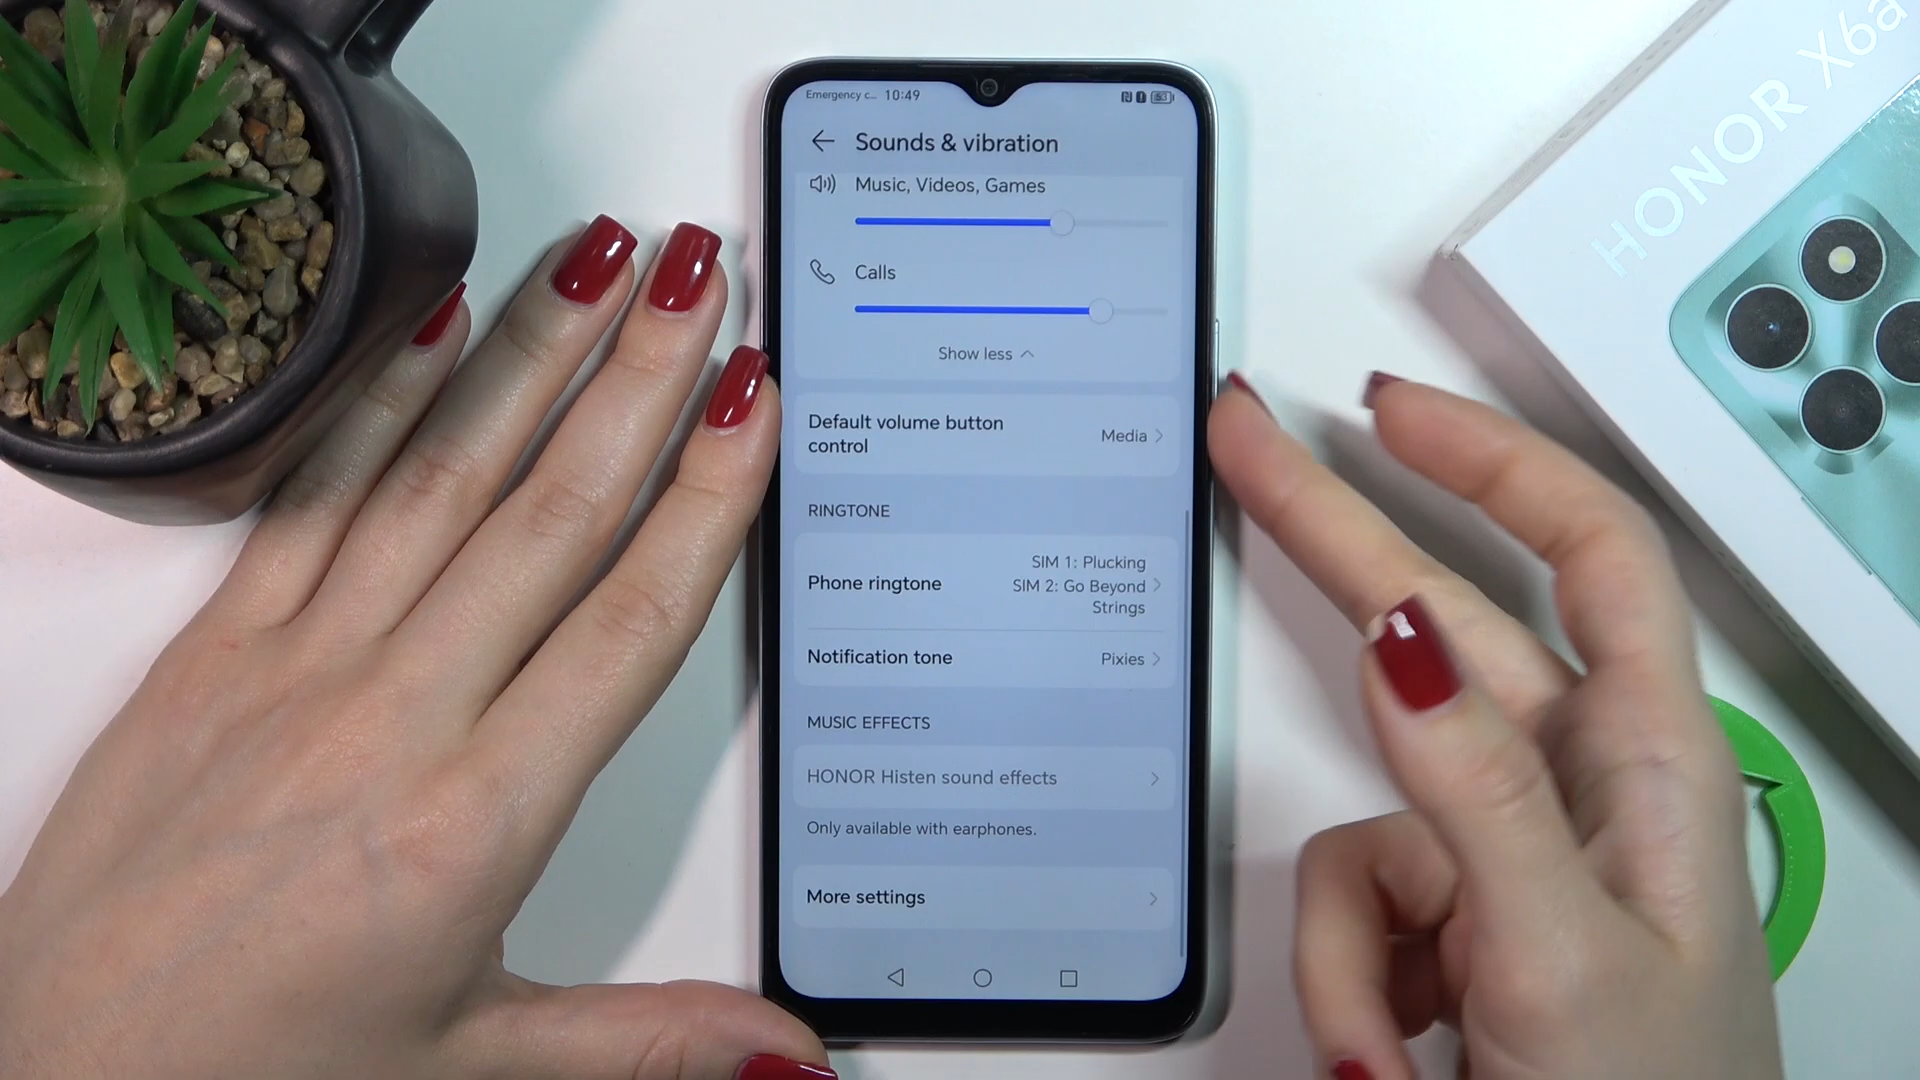 Emergency c... 10:49
53
Sounds & vibration
Music, Videos, Games
Calls
Show less
Default volume button
control
Media
RINGTONE
Phone ringtone
SIM 1: Plucking
SIM 2: Go Beyond
Strings
Notification tone
Pixies
MUSIC EFFECTS
HONOR Histen sound effects
Only available with earphones.
More settings
HONOR X6a